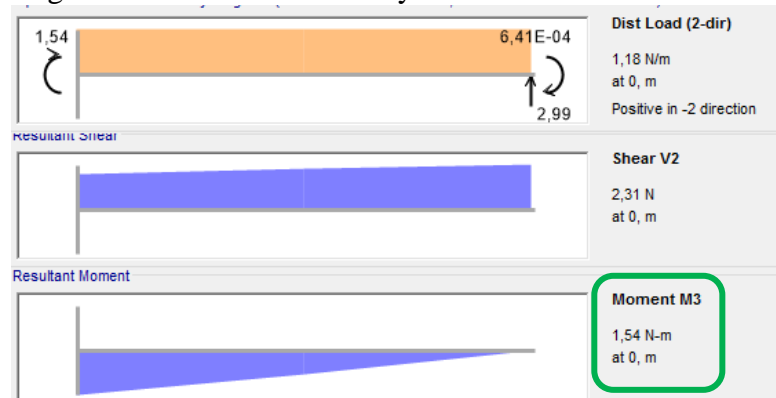 Dist Load (2-dir)
1,54
6,41E-04
1,18 N/m
at 0, m
2,99
Positive in -2 direction
Resultant Shear
Shear V2
2,31 N
at 0, m
Resultant Moment
Moment M3
1,54 N-m
at 0, m